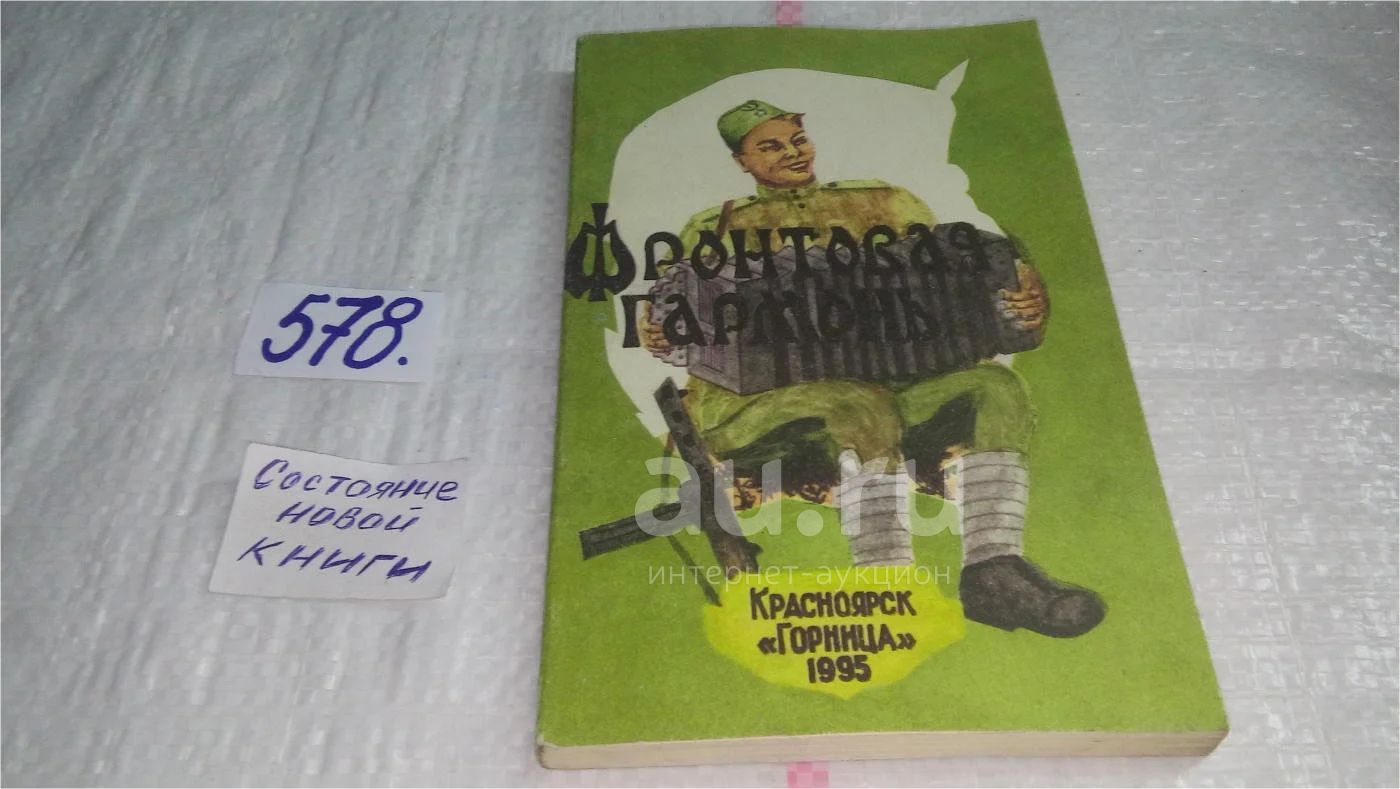 578.
Состояние
новой
книги
Фронтовая
гармонь
au.ru
интернет-аукцион
Красноярск
«Горница»
1995